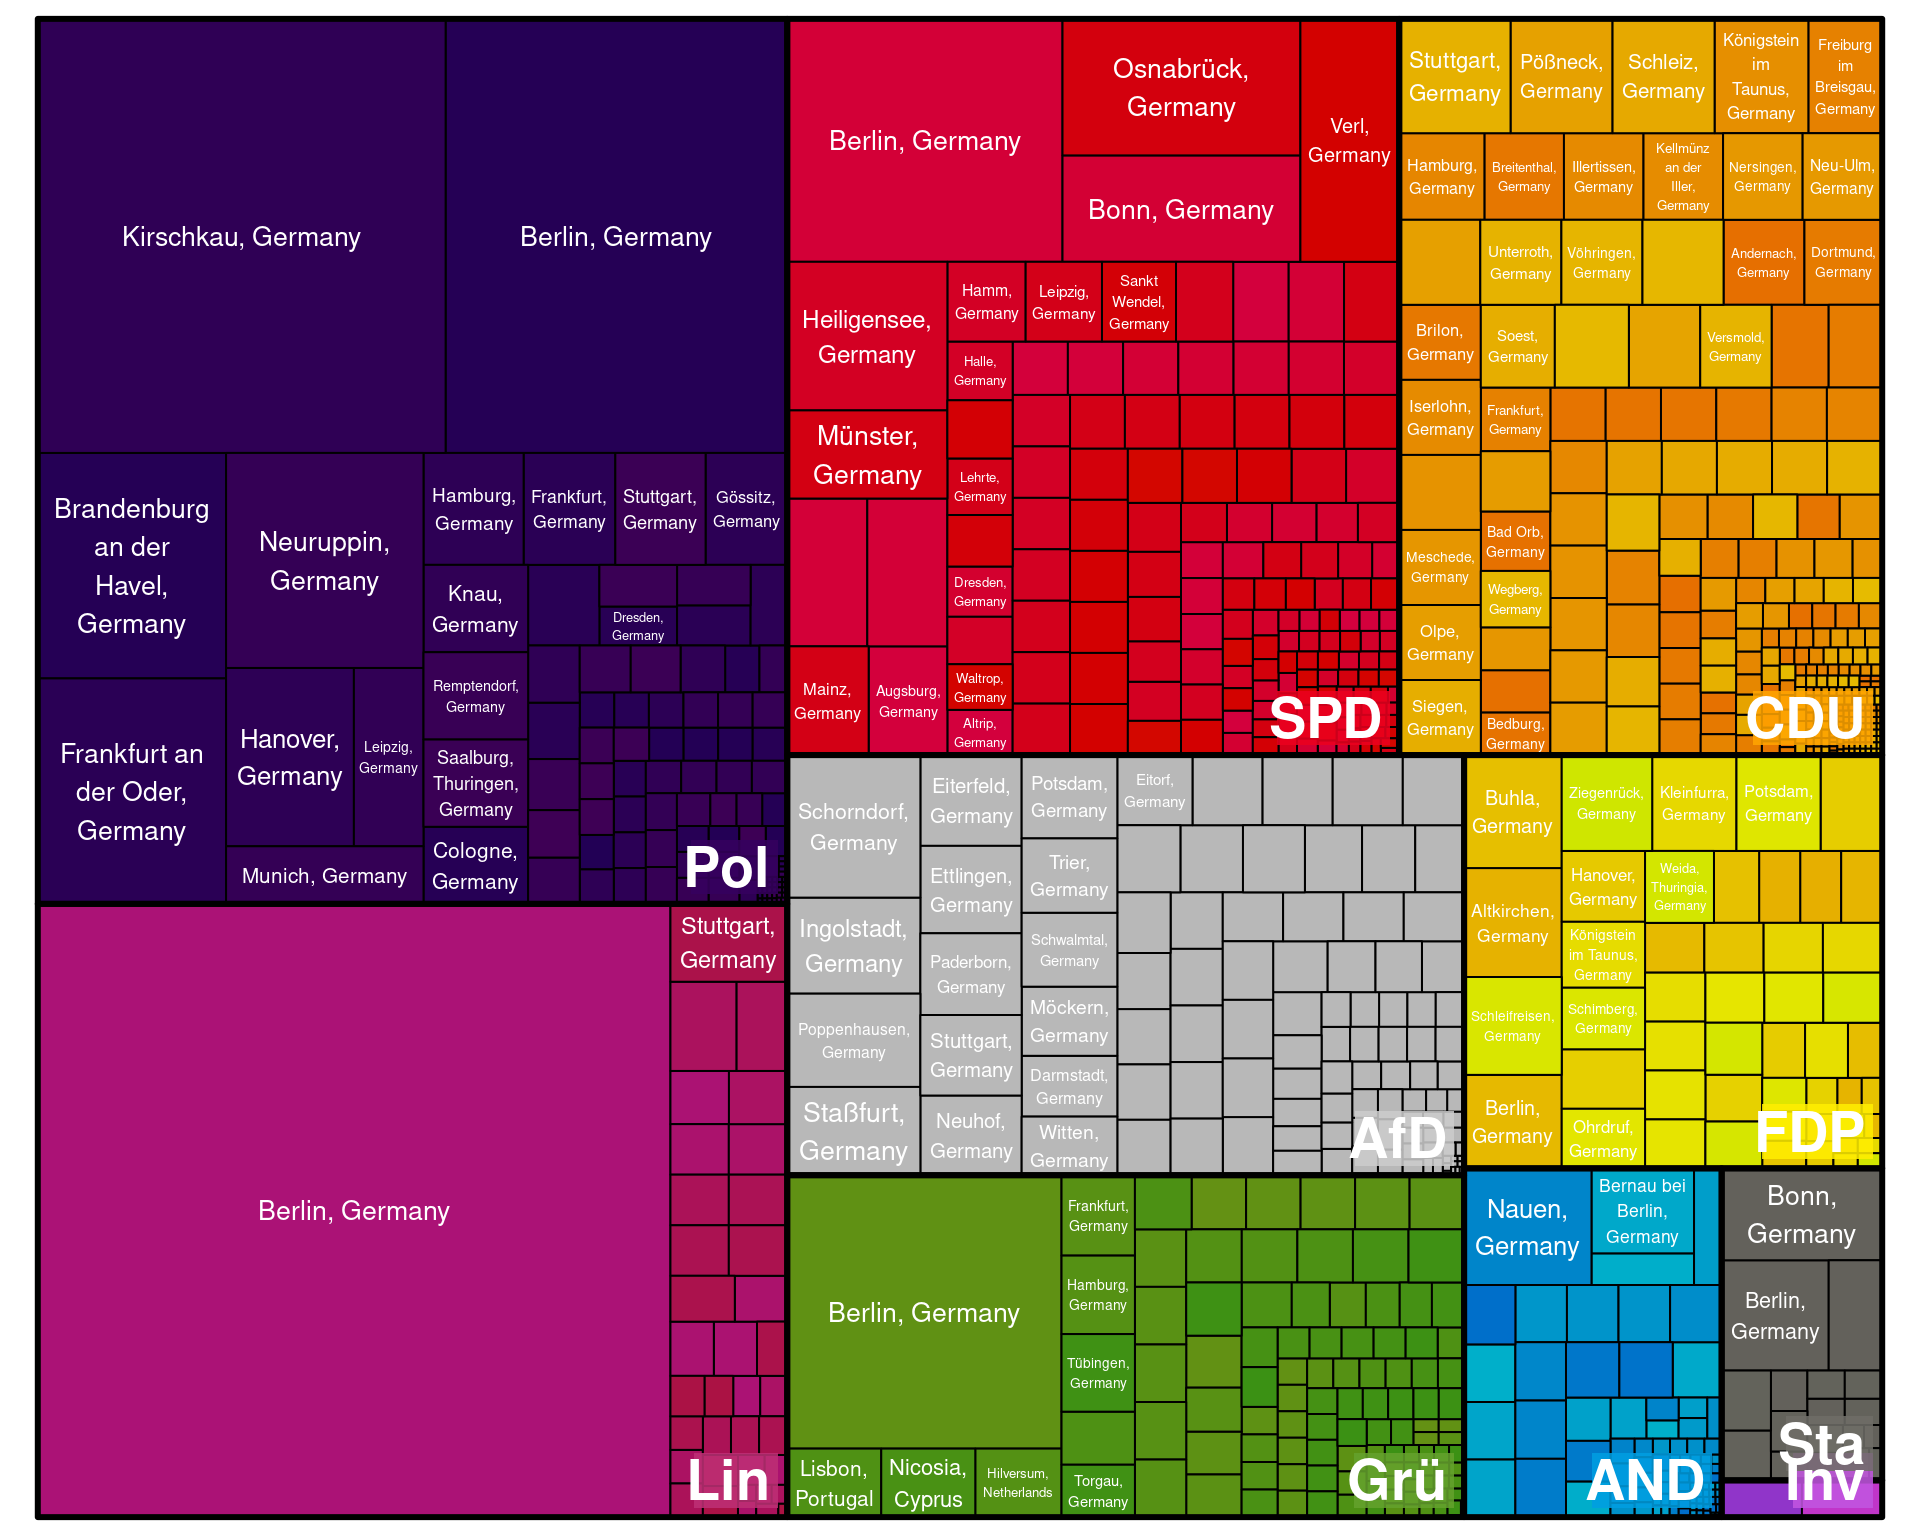 Kirschkau, Germany
Berlin, Germany
Brandenburg
an der
Havel,
Germany
Frankfurt an
der Oder,
Germany
Neuruppin,
Germany
Hanover,
Germany
Leipzig,
Germany
Munich, Germany
Hamburg,
Germany
Frankfurt,
Germany
Stuttgart,
Germany
Gössitz,
Germany
Knau,
Germany
Dresden,
Germany
Remptendorf,
Germany
Saalburg,
Thuringen,
Germany
Cologne,
Germany
Pol
Berlin, Germany
Stuttgart,
Germany
Lin
Berlin, Germany
Osnabrück,
Germany
Bonn, Germany
Verl,
Germany
Heiligensee,
Germany
Münster,
Germany
Mainz,
Germany
Augsburg,
Germany
Hamm,
Germany
Leipzig,
Germany
Sankt
Wendel,
Germany
Halle,
Germany
Lehrte,
Germany
Dresden,
Germany
Waltrop,
Germany
Altrip,
Germany
SPD
Stuttgart,
Germany
Pößneck,
Germany
Schleiz,
Germany
Königstein
im
Taunus,
Germany
Freiburg
im
Breisgau,
Germany
Hamburg,
Germany
Breitenthal,
Germany
Illertissen,
Germany
Kellmünz
an der
Iller,
Germany
Nersingen,
Germany
Neu-Ulm,
Germany
Unterroth,
Germany
Vöhringen,
Germany
Andernach,
Germany
Dortmund,
Germany
Brilon,
Germany
Soest,
Germany
Versmold,
Germany
Iserlohn,
Germany
Frankfurt,
Germany
Meschede,
Germany
Bad Orb,
Germany
Wegberg,
Germany
Olpe,
Germany
Siegen,
Germany
Bedburg,
Germany
CDU
Schorndorf,
Germany
Ingolstadt,
Germany
Poppenhausen,
Germany
Staßfurt,
Germany
Eiterfeld,
Germany
Ettlingen,
Germany
Paderborn,
Germany
Stuttgart,
Germany
Neuhof,
Germany
Potsdam,
Germany
Trier,
Germany
Schwalmtal,
Germany
Möckern,
Germany
Darmstadt,
Germany
Witten,
Germany
Eitorf,
Germany
AfD
Buhla,
Germany
Altkirchen,
Germany
Schleifreisen,
Germany
Berlin,
Germany
Ziegenrück,
Germany
Kleinfurra,
Germany
Potsdam,
Germany
Hanover,
Germany
Weida,
Thuringia,
Germany
Königstein
im Taunus,
Germany
Schimberg,
Germany
Ohrdruf,
Germany
FDP
Berlin, Germany
Lisbon,
Portugal
Nicosia,
Cyprus
Hilversum,
Netherlands
Frankfurt,
Germany
Hamburg,
Germany
Tübingen,
Germany
Torgau,
Germany
Grü
Nauen,
Germany
Bernau bei
Berlin,
Germany
AND
Bonn,
Germany
Berlin,
Germany
Sta
Inv